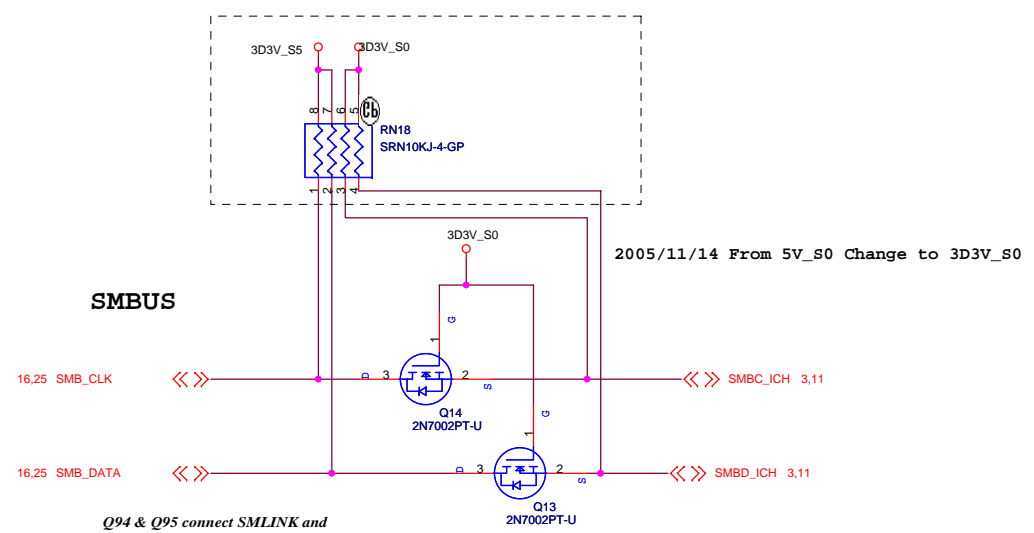 3D3V_S5
3D3V_S0
8
7
6
5
RN18
SRN10KJ-4-GP
1
2
3
4
3D3V_S0
2005/11/14 From 5V_S0 Change to 3D3V_S0
SMBUS
G
1
16,25 SMB_CLK
D
3
2
S
SMBC_ICH 3,11
Q14
2N7002PT-U
G
1
16,25 SMB_DATA
D
3
2
S
SMBD_ICH 3,11
Q13
2N7002PT-U
Q94 & Q95 connect SMLINK and